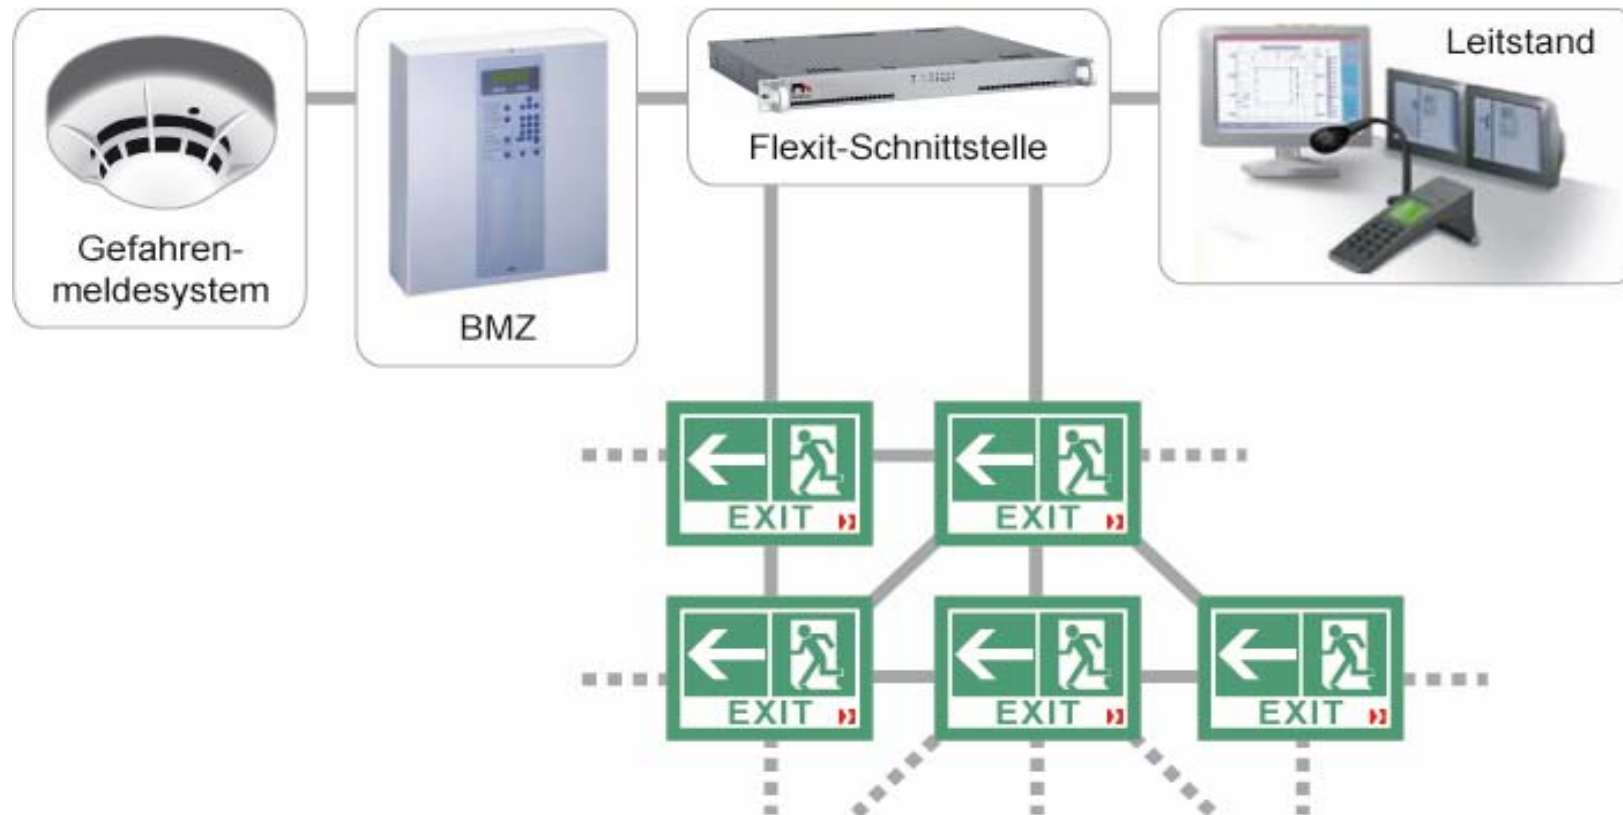 Gefahren-
meldesystem
BMZ
Flexit-Schnittstelle
Leitstand
EXIT
EXIT
EXIT
EXIT
EXIT